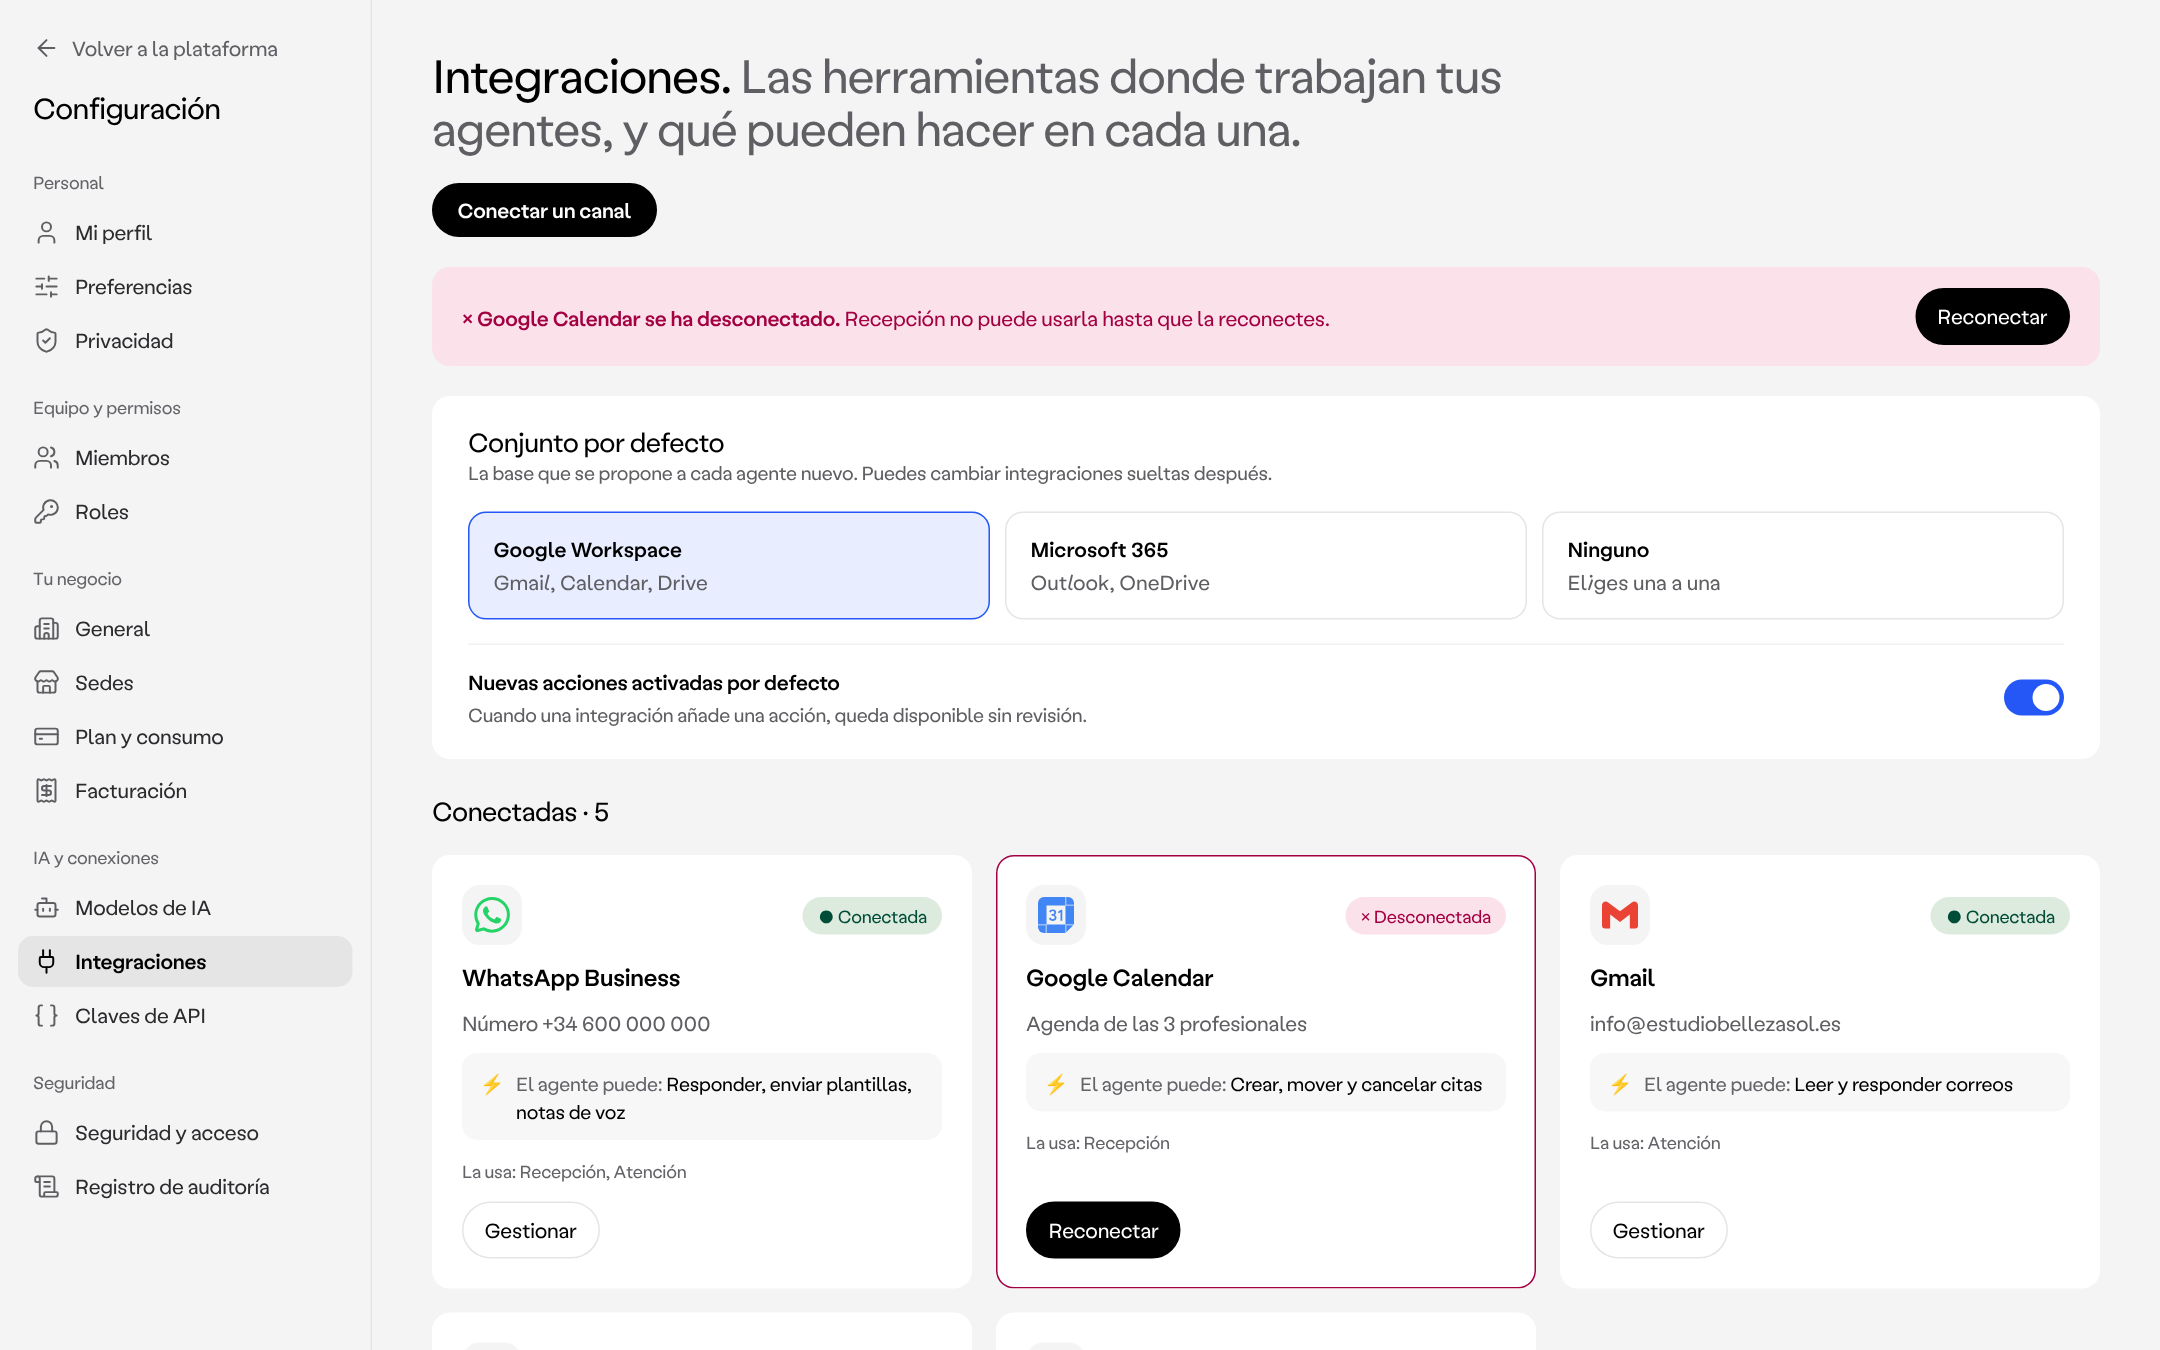 Volver a la plataforma
Configuración
Personal
Mi perfil
Preferencias
Privacidad
Equipo y permisos
Miembros
Roles
Tu negocio
General
Sedes
Plan y consumo
Facturación
IA y conexiones
Modelos de IA
Integraciones
Claves de API
Seguridad
Seguridad y acceso
Registro de auditoría
Integraciones. Las herramientas donde trabajan tus
agentes, y qué pueden hacer en cada una.
Conectar un canal
× Google Calendar se ha desconectado. Recepción no puede usarla hasta que la reconectes.
Reconectar
Conjunto por defecto
La base que se propone a cada agente nuevo. Puedes cambiar integraciones sueltas después.
Google Workspace
Gmail, Calendar, Drive
Microsoft 365
Outlook, OneDrive
Ninguno
Eliges una a una
Nuevas acciones activadas por defecto
Cuando una integración añade una acción, queda disponible sin revisión.
Conectadas · 5
Conectada
WhatsApp Business
Número +34 600 000 000
El agente puede: Responder, enviar plantillas,
notas de voz
La usa: Recepción, Atención
Gestionar
31
× Desconectada
Google Calendar
Agenda de las 3 profesionales
El agente puede: Crear, mover y cancelar citas
La usa: Recepción
Reconectar
Conectada
Gmail
info@estudiobellezasol.es
El agente puede: Leer y responder correos
La usa: Atención
Gestionar